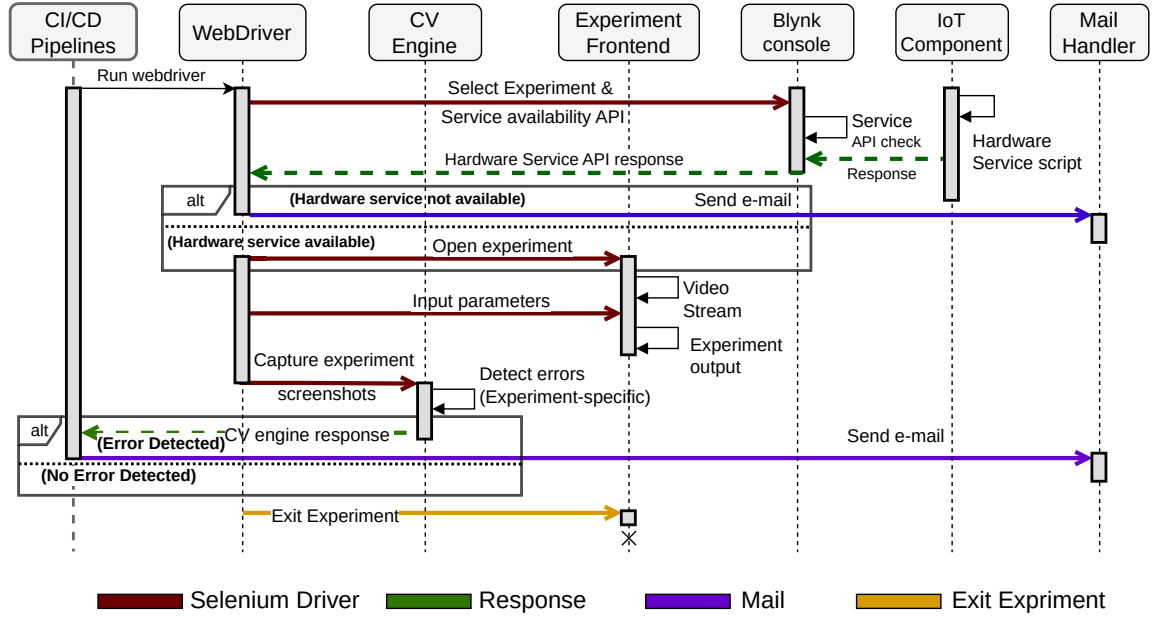 CI/CD
Pipelines
WebDriver
CV
Engine
Experiment
Frontend
Blynk
console
IoT
Component
Mail
Handler
Run webdriver
Select Experiment &
Service availability API
Service
API check
Hardware
Service script
Hardware Service API response
Response
alt
(Hardware service not available)
Send e-mail
(Hardware service available)
Open experiment
Video
Stream
Input parameters
Experiment
output
Capture experiment
screenshots
Detect errors
(Experiment-specific)
alt
(Error Detected)
CV engine response
Send e-mail
(No Error Detected)
Exit Experiment
Selenium Driver
Response
Mail
Exit Expriment